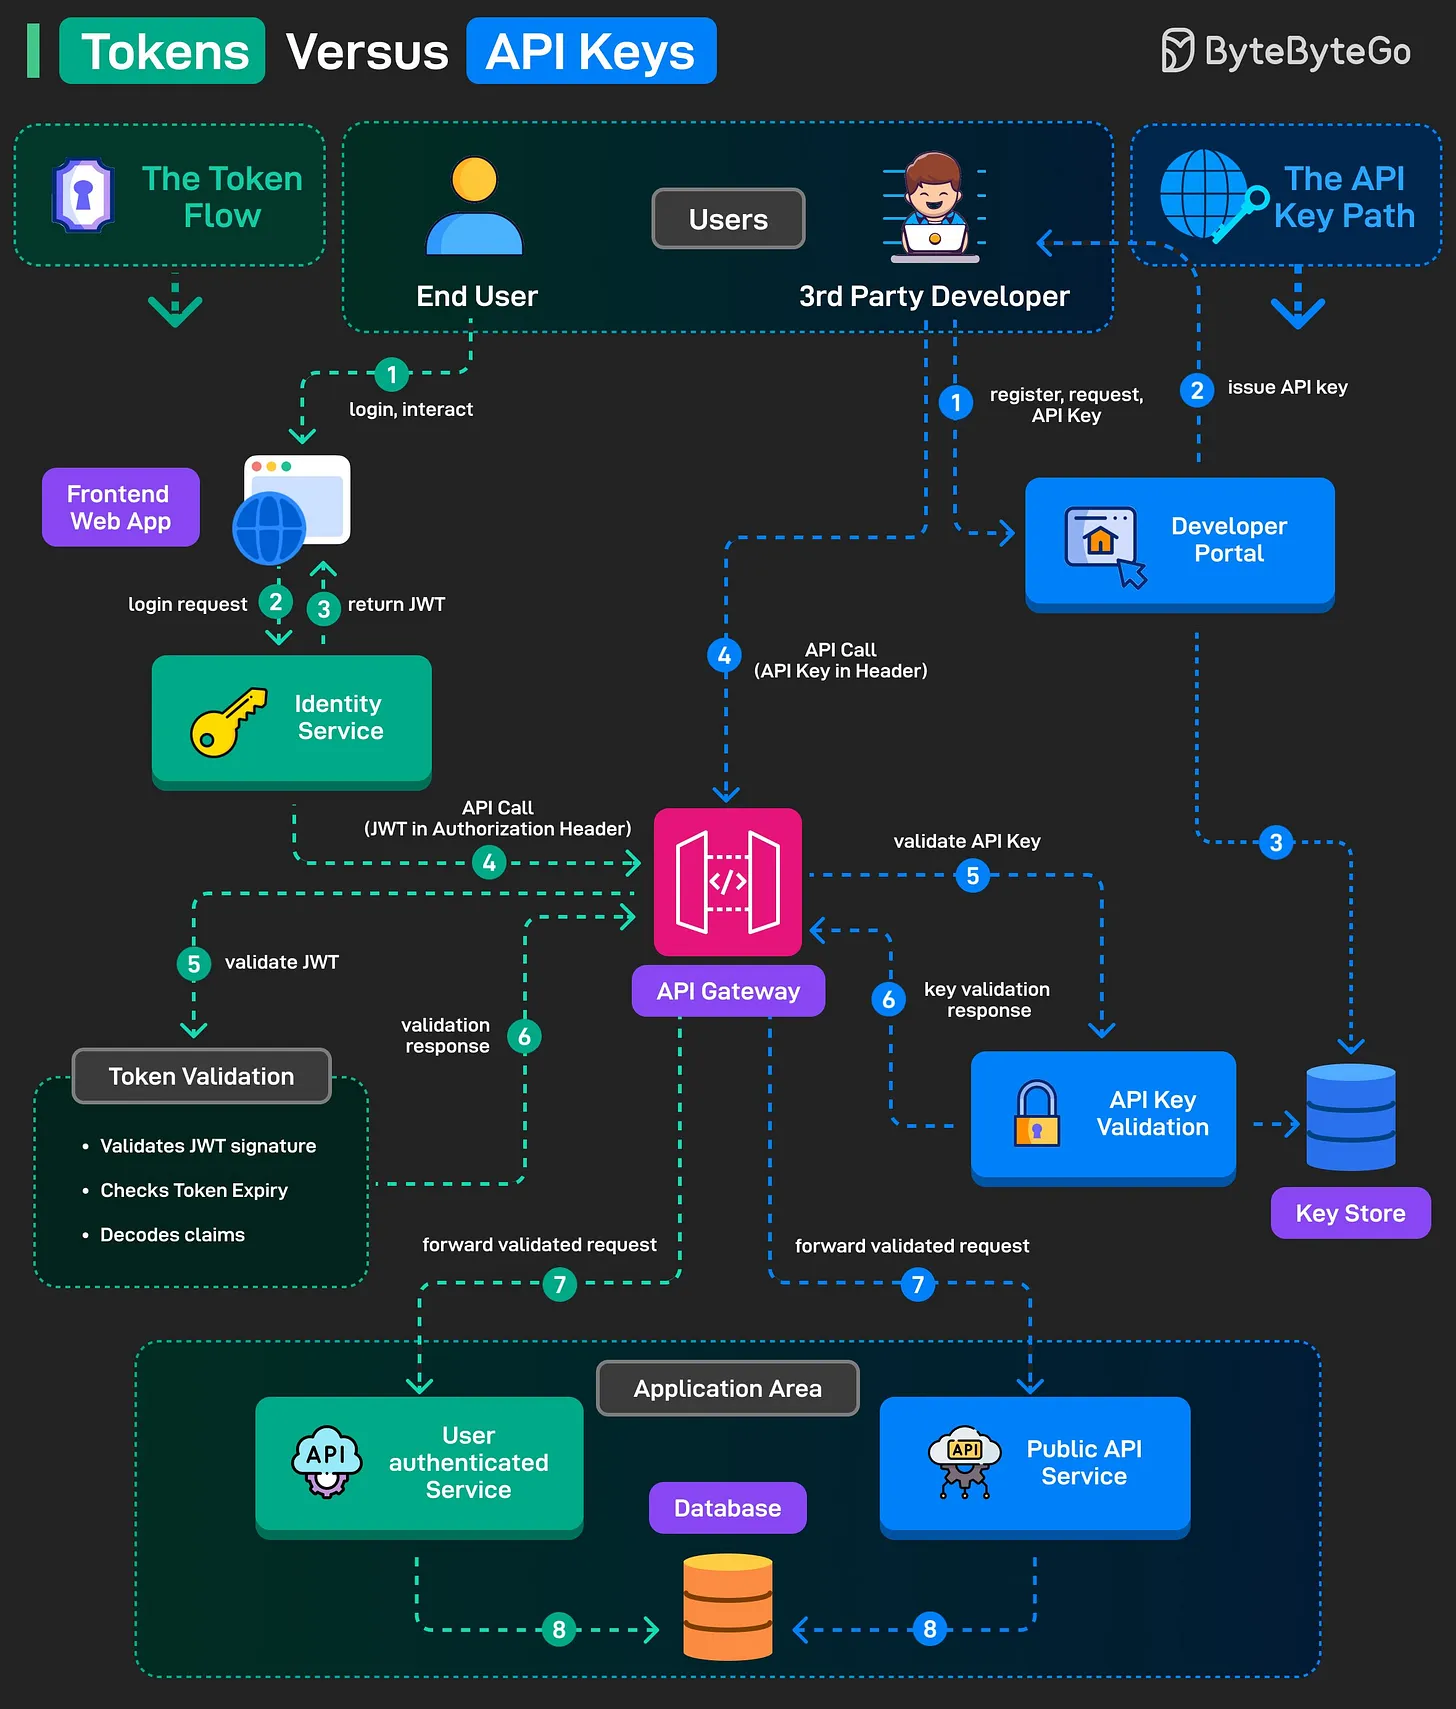 Tokens Versus API Keys
ByteByteGo
The Token
Flow
End User
Users
3rd Party Developer
The API
Key Path
1
login, interact
1
register, request,
API Key
2
issue API key
Frontend
Web App
Developer
Portal
login request
2
3
return JWT
Identity
Service
4
API Call
(API Key in Header)
API Call
(JWT in Authorization Header)
4
validate API Key
5
3
5
validate JWT
API Gateway
6
key validation
response
validation
response
6
Token Validation
• Validates JWT signature
• Checks Token Expiry
• Decodes claims
API Key
Validation
Key Store
forward validated request
7
forward validated request
7
Application Area
API
User
authenticated
Service
API
Public API
Service
Database
8
8